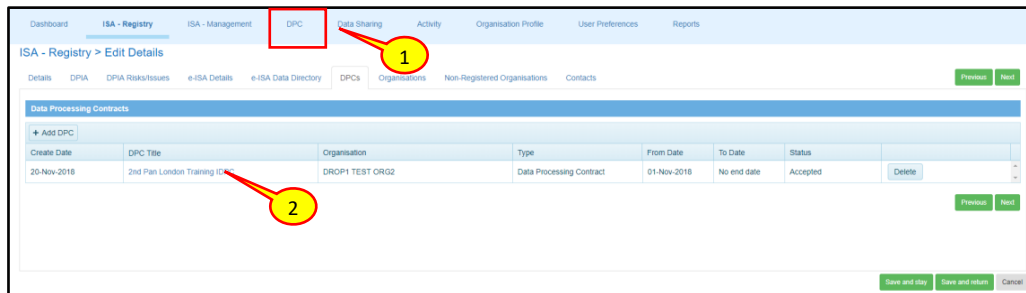 Dashboard ISA - Registry ISA - Management DPC Data Sharing Activity Organisation Profile User Preferences Reports
1
ISA - Registry > Edit Details
Details DPIA DPIA Risks/Issues e-ISA Details e-ISA Data Directory DPCs Organisations Non-Registered Organisations Contacts Previous Next
Data Processing Contracts
+ Add DPC
Create Date DPC Title Organisation Type From Date To Date Status
20-Nov-2018 2nd Pan London Training DROP1 TEST ORG2 Data Processing Contract 01-Nov-2018 No end date Accepted Delete
2
Previous Next
Save and stay Save and return Cancel